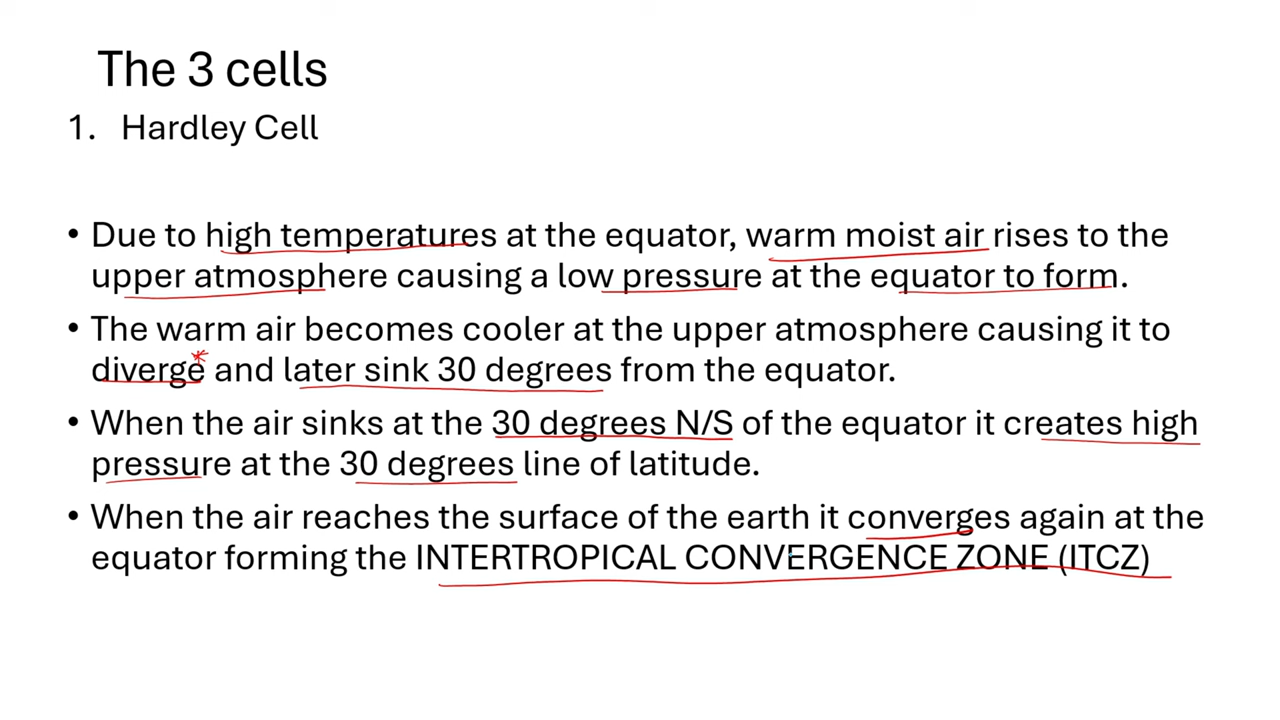 The 3 cells
1. Hardley Cell
• Due to high temperatures at the equator, warm moist air rises to the
upper atmosphere causing a low pressure at the equator to form.
• The warm air becomes cooler at the upper atmosphere causing it to
diverge* and later sink 30 degrees from the equator.
• When the air sinks at the 30 degrees N/S of the equator it creates high
pressure at the 30 degrees line of latitude.
• When the air reaches the surface of the earth it converges again at the
equator forming the INTERTROPICAL CONVERGENCE ZONE (ITCZ)